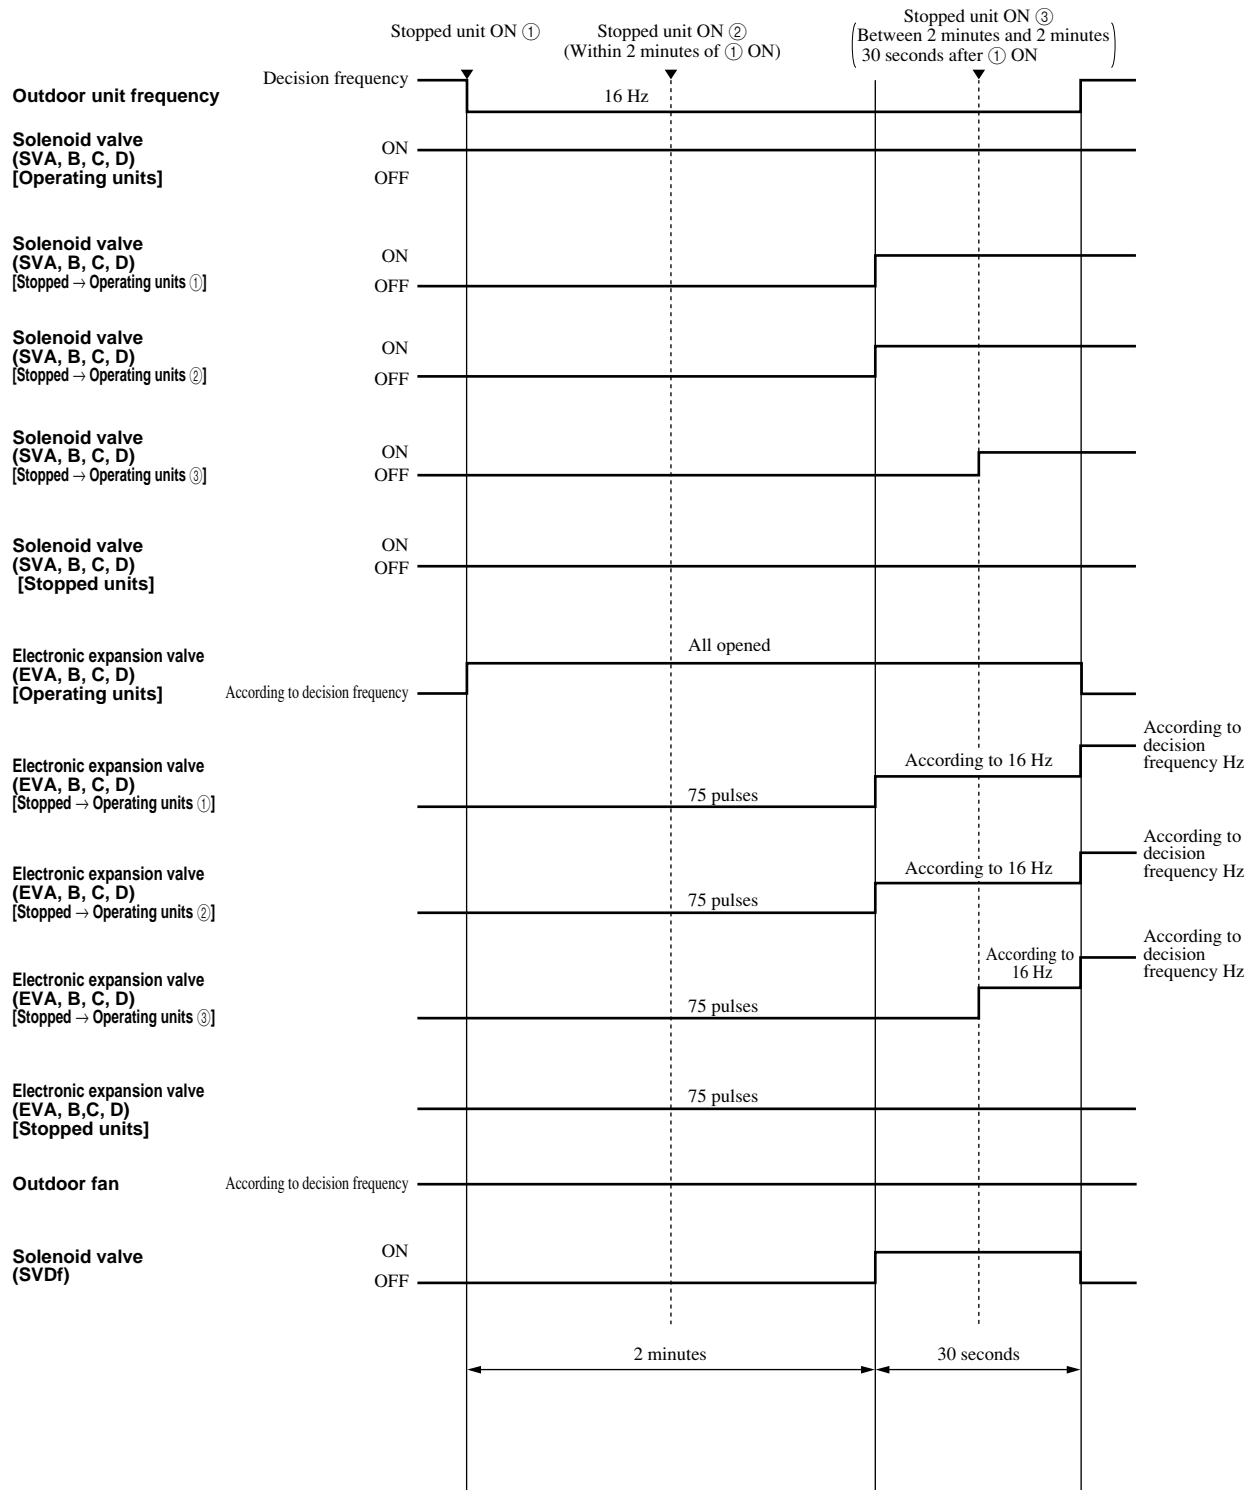 Stopped unit ON ①
Stopped unit ON ②
(Within 2 minutes of ① ON)
Stopped unit ON ③
(Between 2 minutes and 2 minutes
30 seconds after ① ON)
Outdoor unit frequency
Decision frequency
16 Hz
Solenoid valve
(SVA, B, C, D)
[Operating units]
ON
OFF
Solenoid valve
(SVA, B, C, D)
[Stopped → Operating units ①]
ON
OFF
Solenoid valve
(SVA, B, C, D)
[Stopped → Operating units ②]
ON
OFF
Solenoid valve
(SVA, B, C, D)
[Stopped → Operating units ③]
ON
OFF
Solenoid valve
(SVA, B, C, D)
[Stopped units]
ON
OFF
Electronic expansion valve
(EVA, B, C, D)
[Operating units]
According to decision frequency
All opened
Electronic expansion valve
(EVA, B, C, D)
[Stopped → Operating units ①]
75 pulses
According to 16 Hz
According to
decision
frequency Hz
Electronic expansion valve
(EVA, B, C, D)
[Stopped → Operating units ②]
75 pulses
According to 16 Hz
According to
decision
frequency Hz
Electronic expansion valve
(EVA, B, C, D)
[Stopped → Operating units ③]
75 pulses
According to
16 Hz
According to
decision
frequency Hz
Electronic expansion valve
(EVA, B,C, D)
[Stopped units]
75 pulses
Outdoor fan
According to decision frequency
Solenoid valve
(SVDf)
ON
OFF
2 minutes
30 seconds